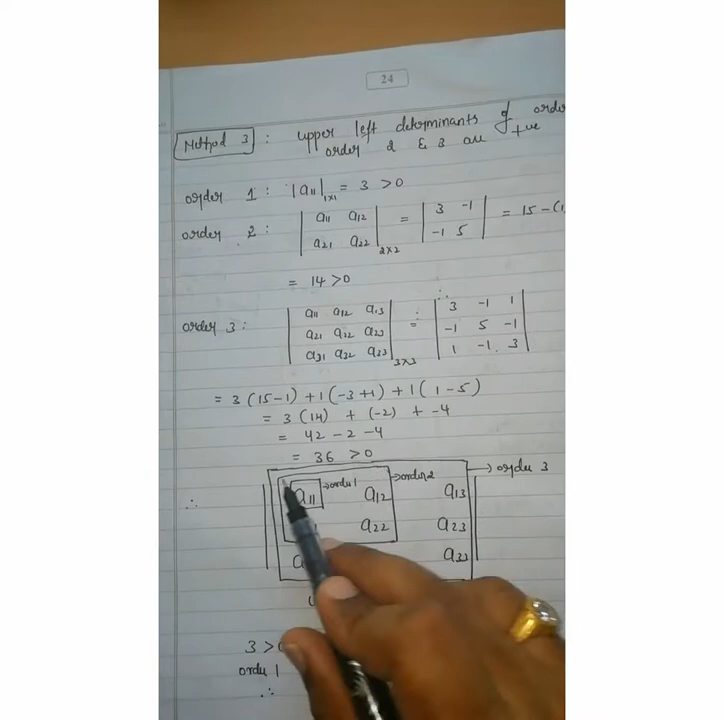 24
Method 3 : upper left determinants of orde
order 2 & 3 are +ve
order 1 : |a11|1x1 = 3 >0
order 2 : | a11 a12 | = | 3 -1 | = 15 - (1
| a21 a22 |2x2 | -1 5 |
= 14 >0
order 3 : | a11 a12 a13 | ∴ | 3 -1 1 |
| a21 a22 a23 | = | -1 5 -1 |
| a31 a32 a33 |3x3 | 1 -1 3 |
= 3 (15-1) +1 (-3+1) +1 ( 1-5)
= 3 (14) + (-2) + -4
= 42 -2 -4
= 36 >0
∴ a11 →order 1 a12 →order 2 a13 → order 3
a22 a23
a a33
3 >0
order 1
∴